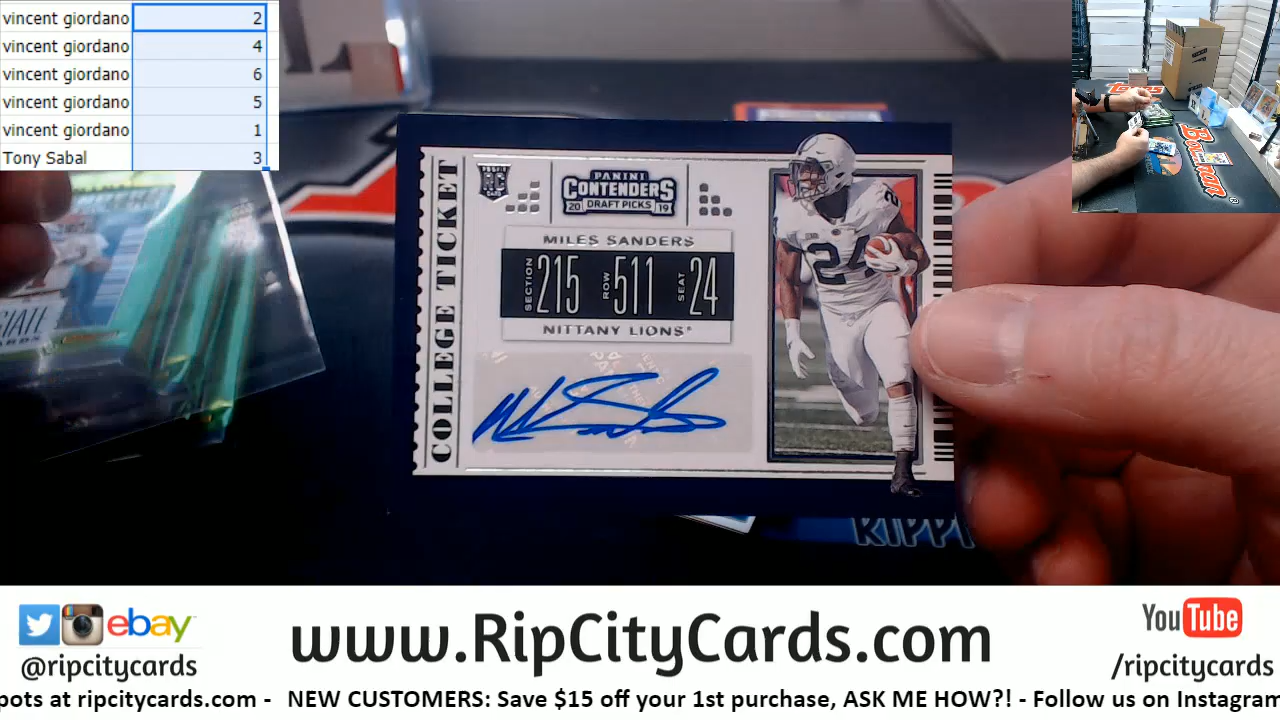 vincent giordano 2
vincent giordano 4
vincent giordano 6
vincent giordano 5
vincent giordano 1
Tony Sabal 3
COLLEGE TICKET
RC
PANINI
CONTENDERS
20 DRAFT PICKS 19
MILES SANDERS
SECTION 215 ROW 511 SEAT 24
NITTANY LIONS
24
Bowman
RIPPI
ebay
@ripcitycards
www.RipCityCards.com
YouTube
/ripcitycards
pots at ripcitycards.com - NEW CUSTOMERS: Save $15 off your 1st purchase, ASK ME HOW?! - Follow us on Instagram